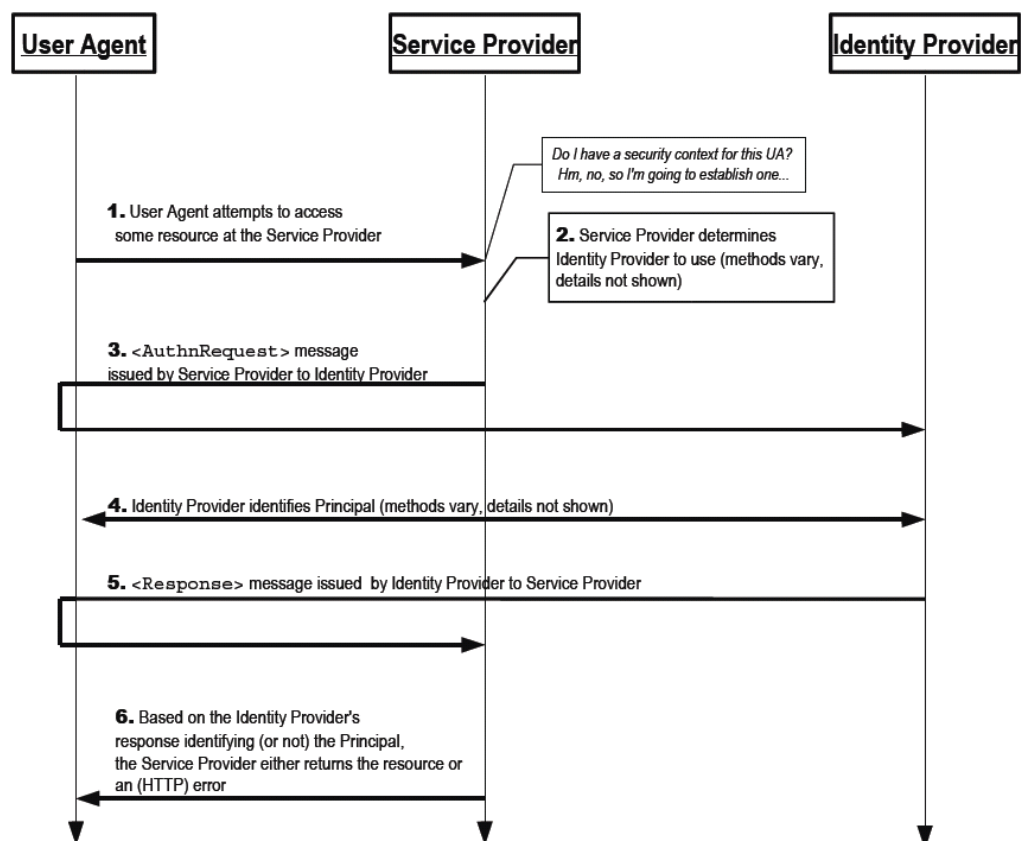 User Agent
Service Provider
Identity Provider
Do I have a security context for this UA?
Hm, no, so I'm going to establish one...
1. User Agent attempts to access
some resource at the Service Provider
2. Service Provider determines
Identity Provider to use (methods vary,
details not shown)
3. <AuthnRequest> message
issued by Service Provider to Identity Provider
4. Identity Provider identifies Principal (methods vary, details not shown)
5. <Response> message issued by Identity Provider to Service Provider
6. Based on the Identity Provider's
response identifying (or not) the Principal,
the Service Provider either returns the resource or
an (HTTP) error